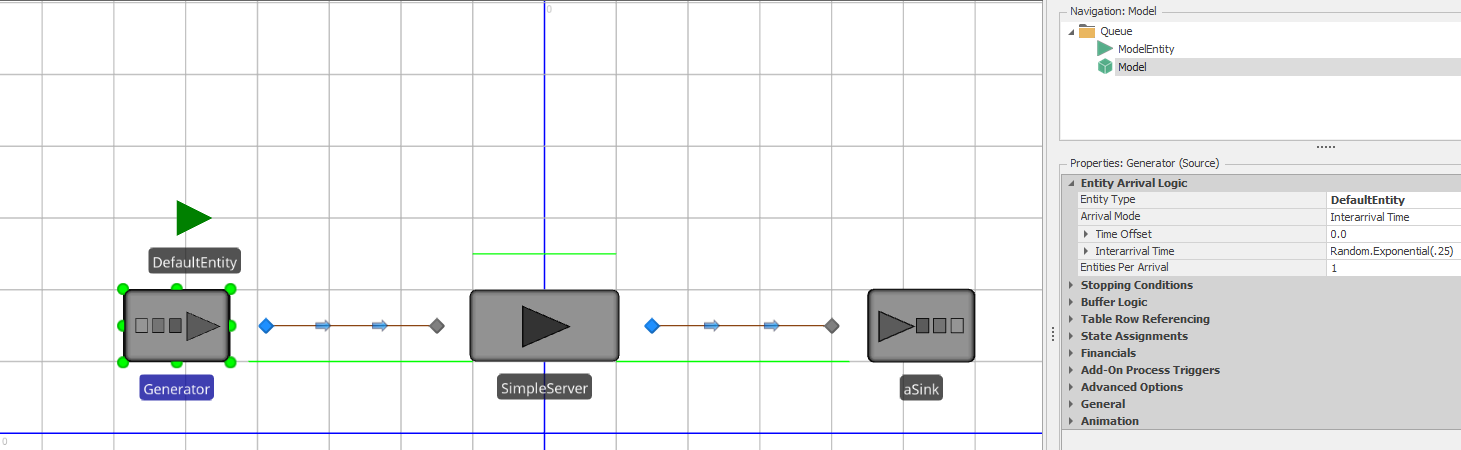 0
DefaultEntity
Generator
SimpleServer
aSink
0
Navigation: Model
Queue
ModelEntity
Model
Properties: Generator (Source)
Entity Arrival Logic
Entity Type DefaultEntity
Arrival Mode Interarrival Time
Time Offset 0.0
Interarrival Time Random.Exponential(.25)
Entities Per Arrival 1
Stopping Conditions
Buffer Logic
Table Row Referencing
State Assignments
Financials
Add-On Process Triggers
Advanced Options
General
Animation